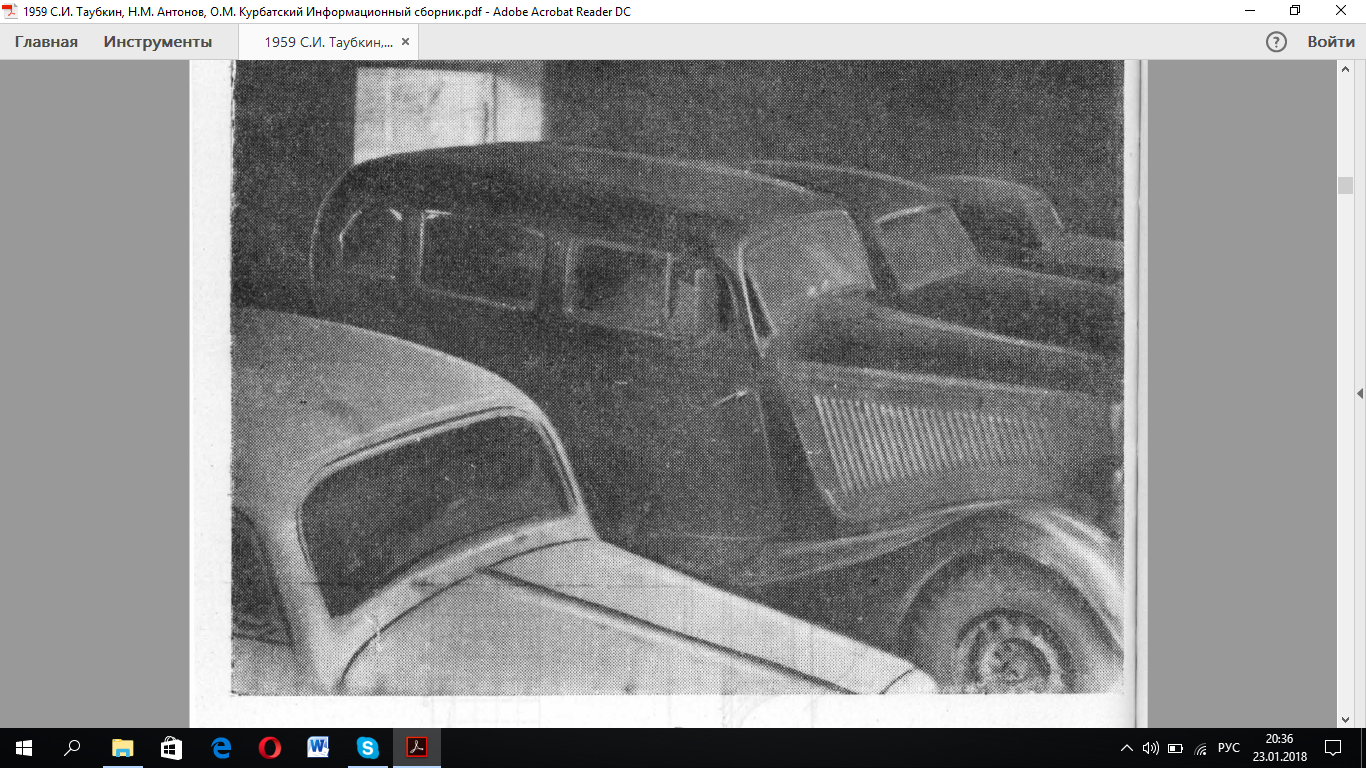 1959 С.И. Таубкин, Н.М. Антонов, О.М. Курбатский Информационный сборник.pdf - Adobe Acrobat Reader DC
Главная Инструменты 1959 С.И. Таубкин,... × Войти
РУС
20:36
23.01.2018